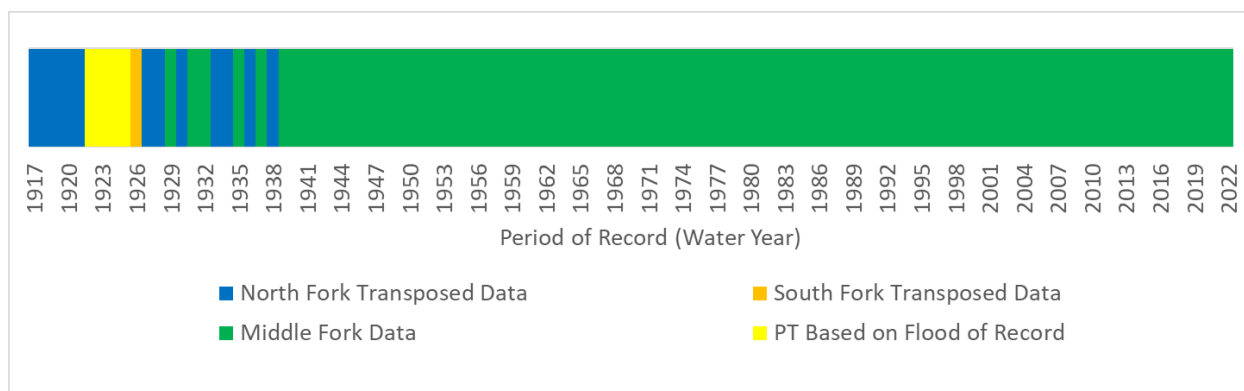 1917 1920 1923 1926 1929 1932 1935 1938 1941 1944 1947 1950 1953 1956 1959 1962 1965 1968 1971 1974 1977 1980 1983 1986 1989 1992 1995 1998 2001 2004 2007 2010 2013 2016 2019 2022
Period of Record (Water Year)
North Fork Transposed Data South Fork Transposed Data
Middle Fork Data PT Based on Flood of Record